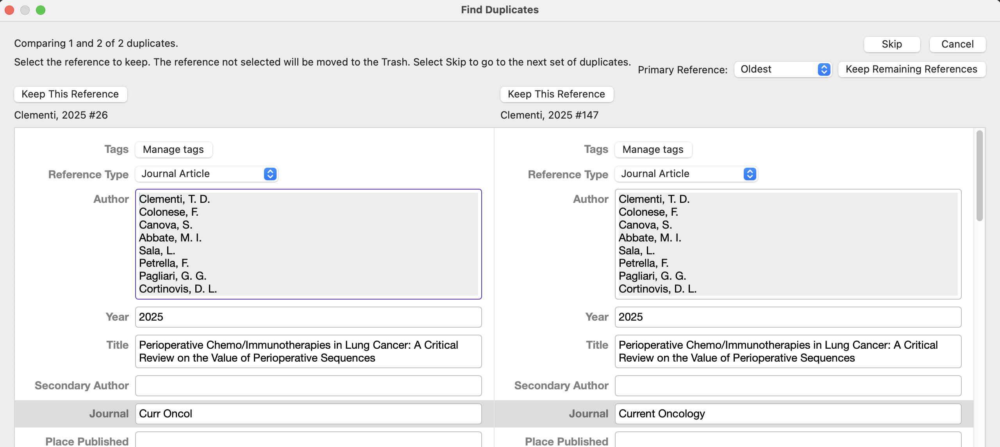 Find Duplicates
Comparing 1 and 2 of 2 duplicates.
Skip
Cancel
Select the reference to keep. The reference not selected will be moved to the Trash. Select Skip to go to the next set of duplicates.
Primary Reference:
Oldest
Keep Remaining References
Keep This Reference
Clementi, 2025 #26
Tags
Manage tags
Reference Type
Journal Article
Author
Clementi, T. D.
Colonese, F.
Canova, S.
Abbate, M. I.
Sala, L.
Petrella, F.
Pagliari, G. G.
Cortinovis, D. L.
Year
2025
Title
Perioperative Chemo/Immunotherapies in Lung Cancer: A Critical
Review on the Value of Perioperative Sequences
Secondary Author
Journal
Curr Oncol
Place Published
Keep This Reference
Clementi, 2025 #147
Tags
Manage tags
Reference Type
Journal Article
Author
Clementi, T. D.
Colonese, F.
Canova, S.
Abbate, M. I.
Sala, L.
Petrella, F.
Pagliari, G. G.
Cortinovis, D. L.
Year
2025
Title
Perioperative Chemo/Immunotherapies in Lung Cancer: A Critical
Review on the Value of Perioperative Sequences
Secondary Author
Journal
Current Oncology
Place Published